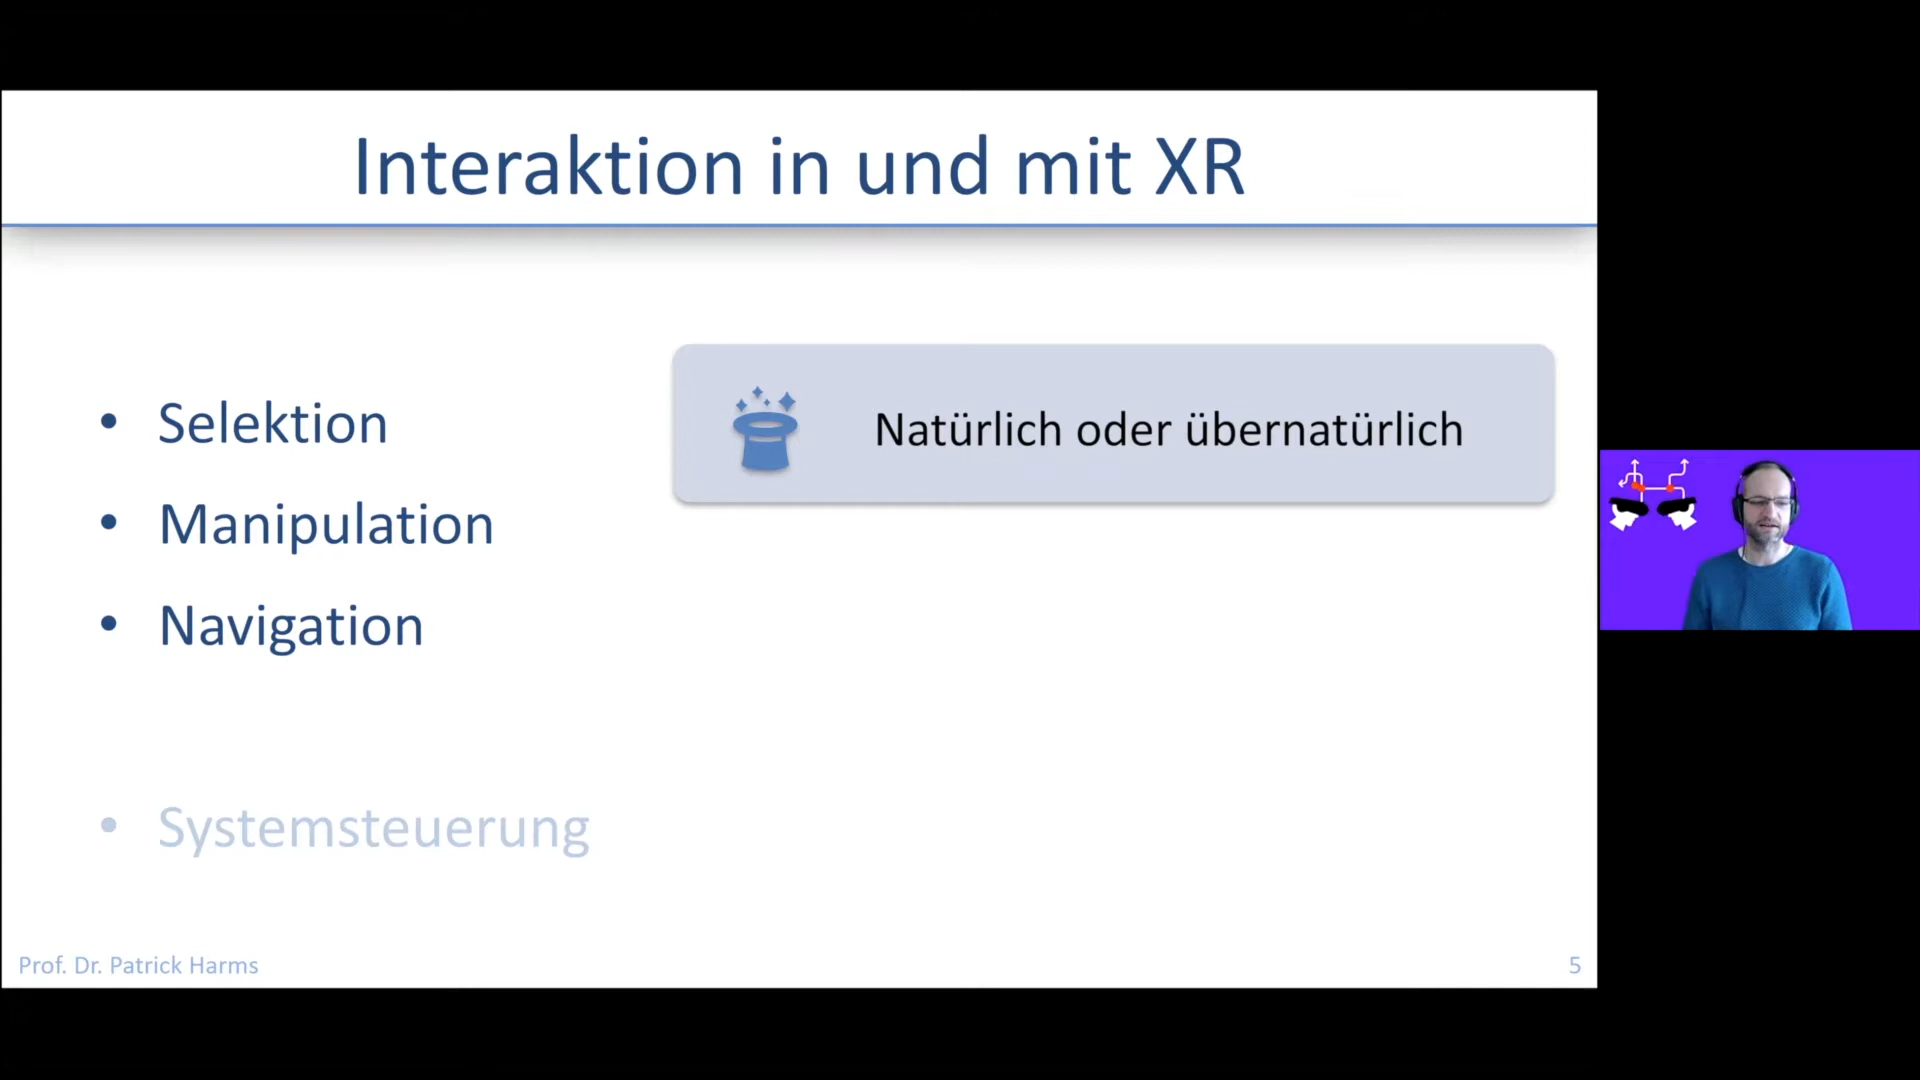 Interaktion in und mit XR
• Selektion
• Manipulation
• Navigation
• Systemsteuerung
Natürlich oder übernatürlich
Prof. Dr. Patrick Harms
5